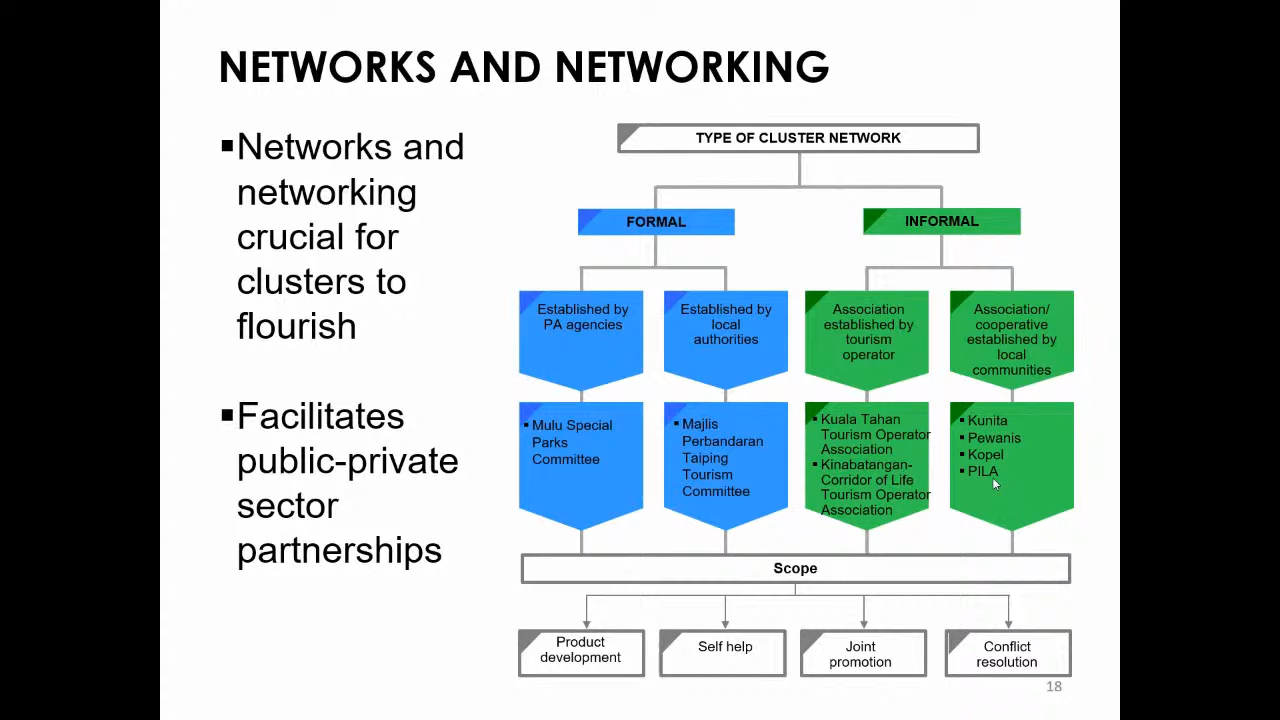 NETWORKS AND NETWORKING
▪Networks and
networking
crucial for
clusters to
flourish
▪Facilitates
public-private
sector
partnerships
TYPE OF CLUSTER NETWORK
FORMAL
INFORMAL
Established by
PA agencies
Established by
local
authorities
Association
established by
tourism
operator
Association/
cooperative
established by
local
communities
▪ Mulu Special
Parks
Committee
▪ Majlis
Perbandaran
Taiping
Tourism
Committee
▪ Kuala Tahan
Tourism Operator
Association
▪ Kinabatangan-
Corridor of Life
Tourism Operator
Association
▪ Kunita
▪ Pewanis
▪ Kopel
▪ PILA
Scope
Product
development
Self help
Joint
promotion
Conflict
resolution
18